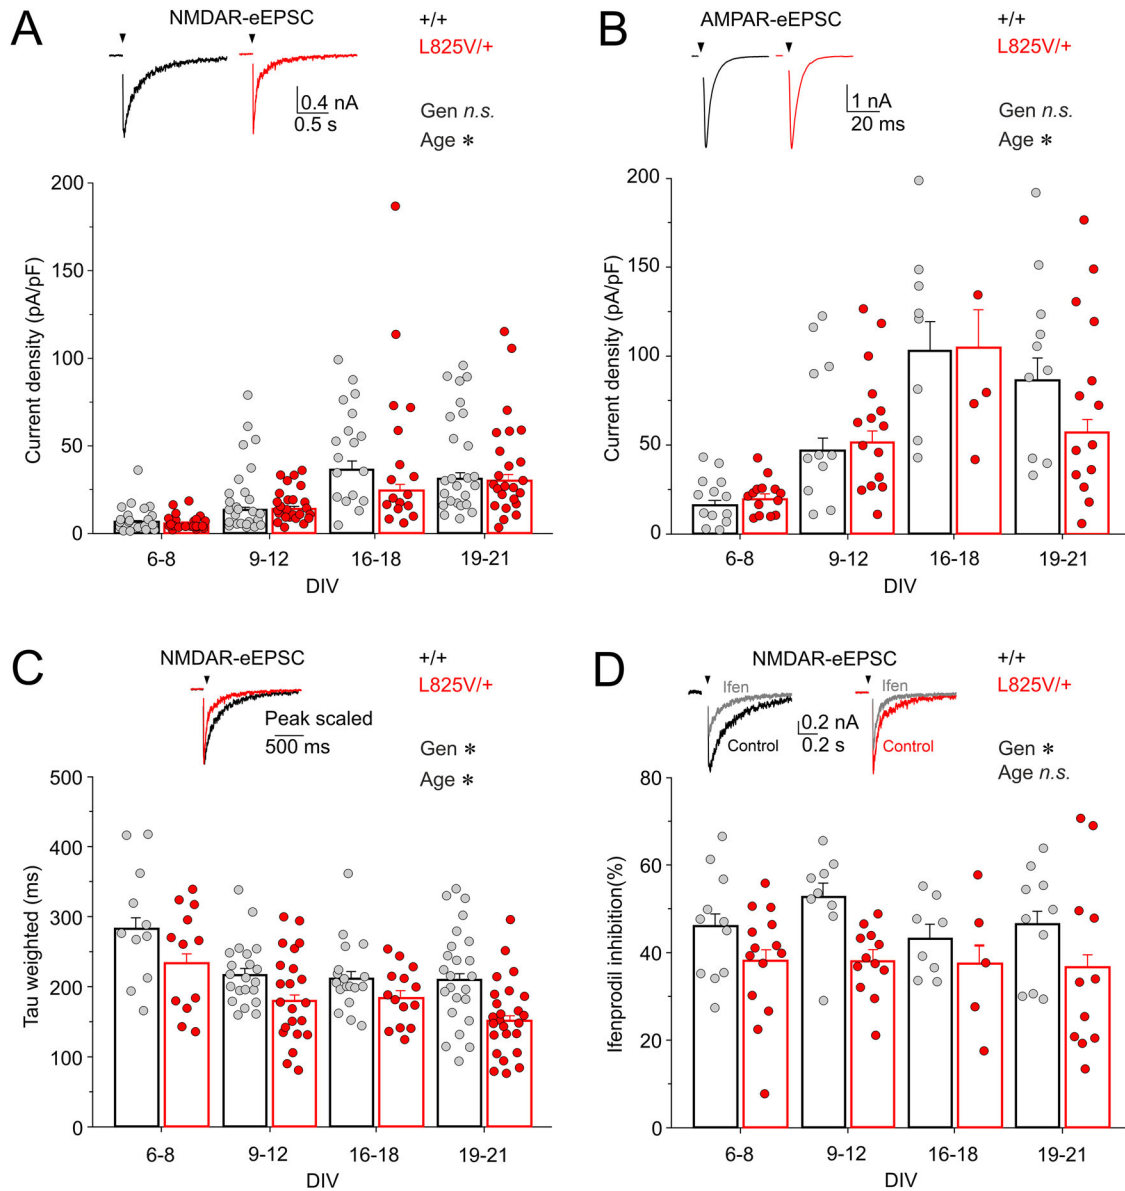 A
NMDAR-eEPSC
+/+
L825V/+
0.4 nA
0.5 s
Gen n.s.
Age *
Current density (pA/pF)
200
150
100
50
0
6-8
9-12
16-18
19-21
DIV
B
AMPAR-eEPSC
+/+
L825V/+
1 nA
20 ms
Gen n.s.
Age *
Current density (pA/pF)
200
150
100
50
0
6-8
9-12
16-18
19-21
DIV
C
NMDAR-eEPSC
+/+
L825V/+
Peak scaled
500 ms
Gen *
Age *
Tau weighted (ms)
500
400
300
200
100
0
6-8
9-12
16-18
19-21
DIV
D
NMDAR-eEPSC
+/+
L825V/+
Ifen
Control
0.2 nA
0.2 s
Ifen
Control
Gen *
Age n.s.
Ifenprodil inhibition(%)
80
60
40
20
0
6-8
9-12
16-18
19-21
DIV